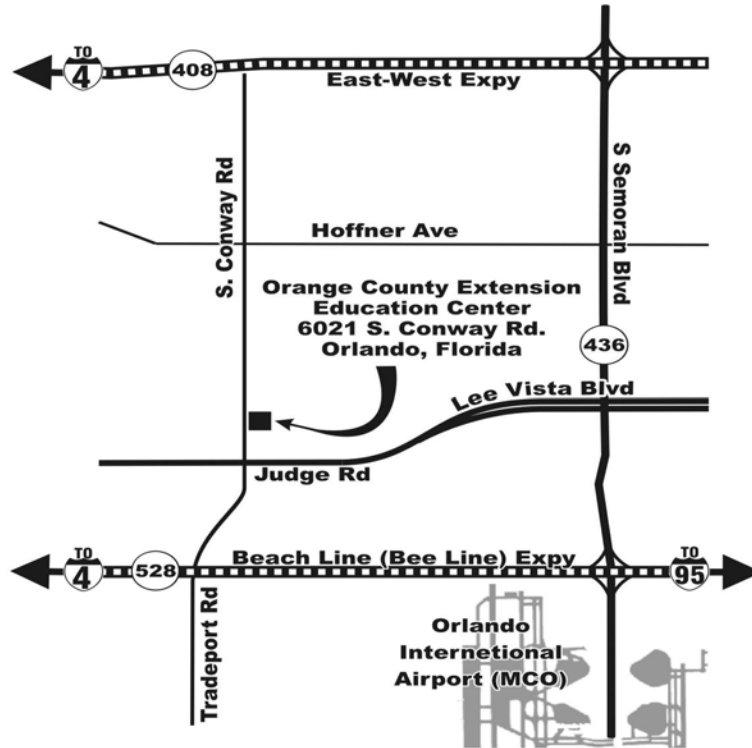 TO
4
408
East-West Expy
S. Conway Rd
S Semoran Blvd
Hoffner Ave
Orange County Extension
Education Center
6021 S. Conway Rd.
Orlando, Florida
436
Lee Vista Blvd
Judge Rd
TO
4
528
Beach Line (Bee Line) Expy
TO
95
Tradeport Rd
Orlando
Internetional
Airport (MCO)